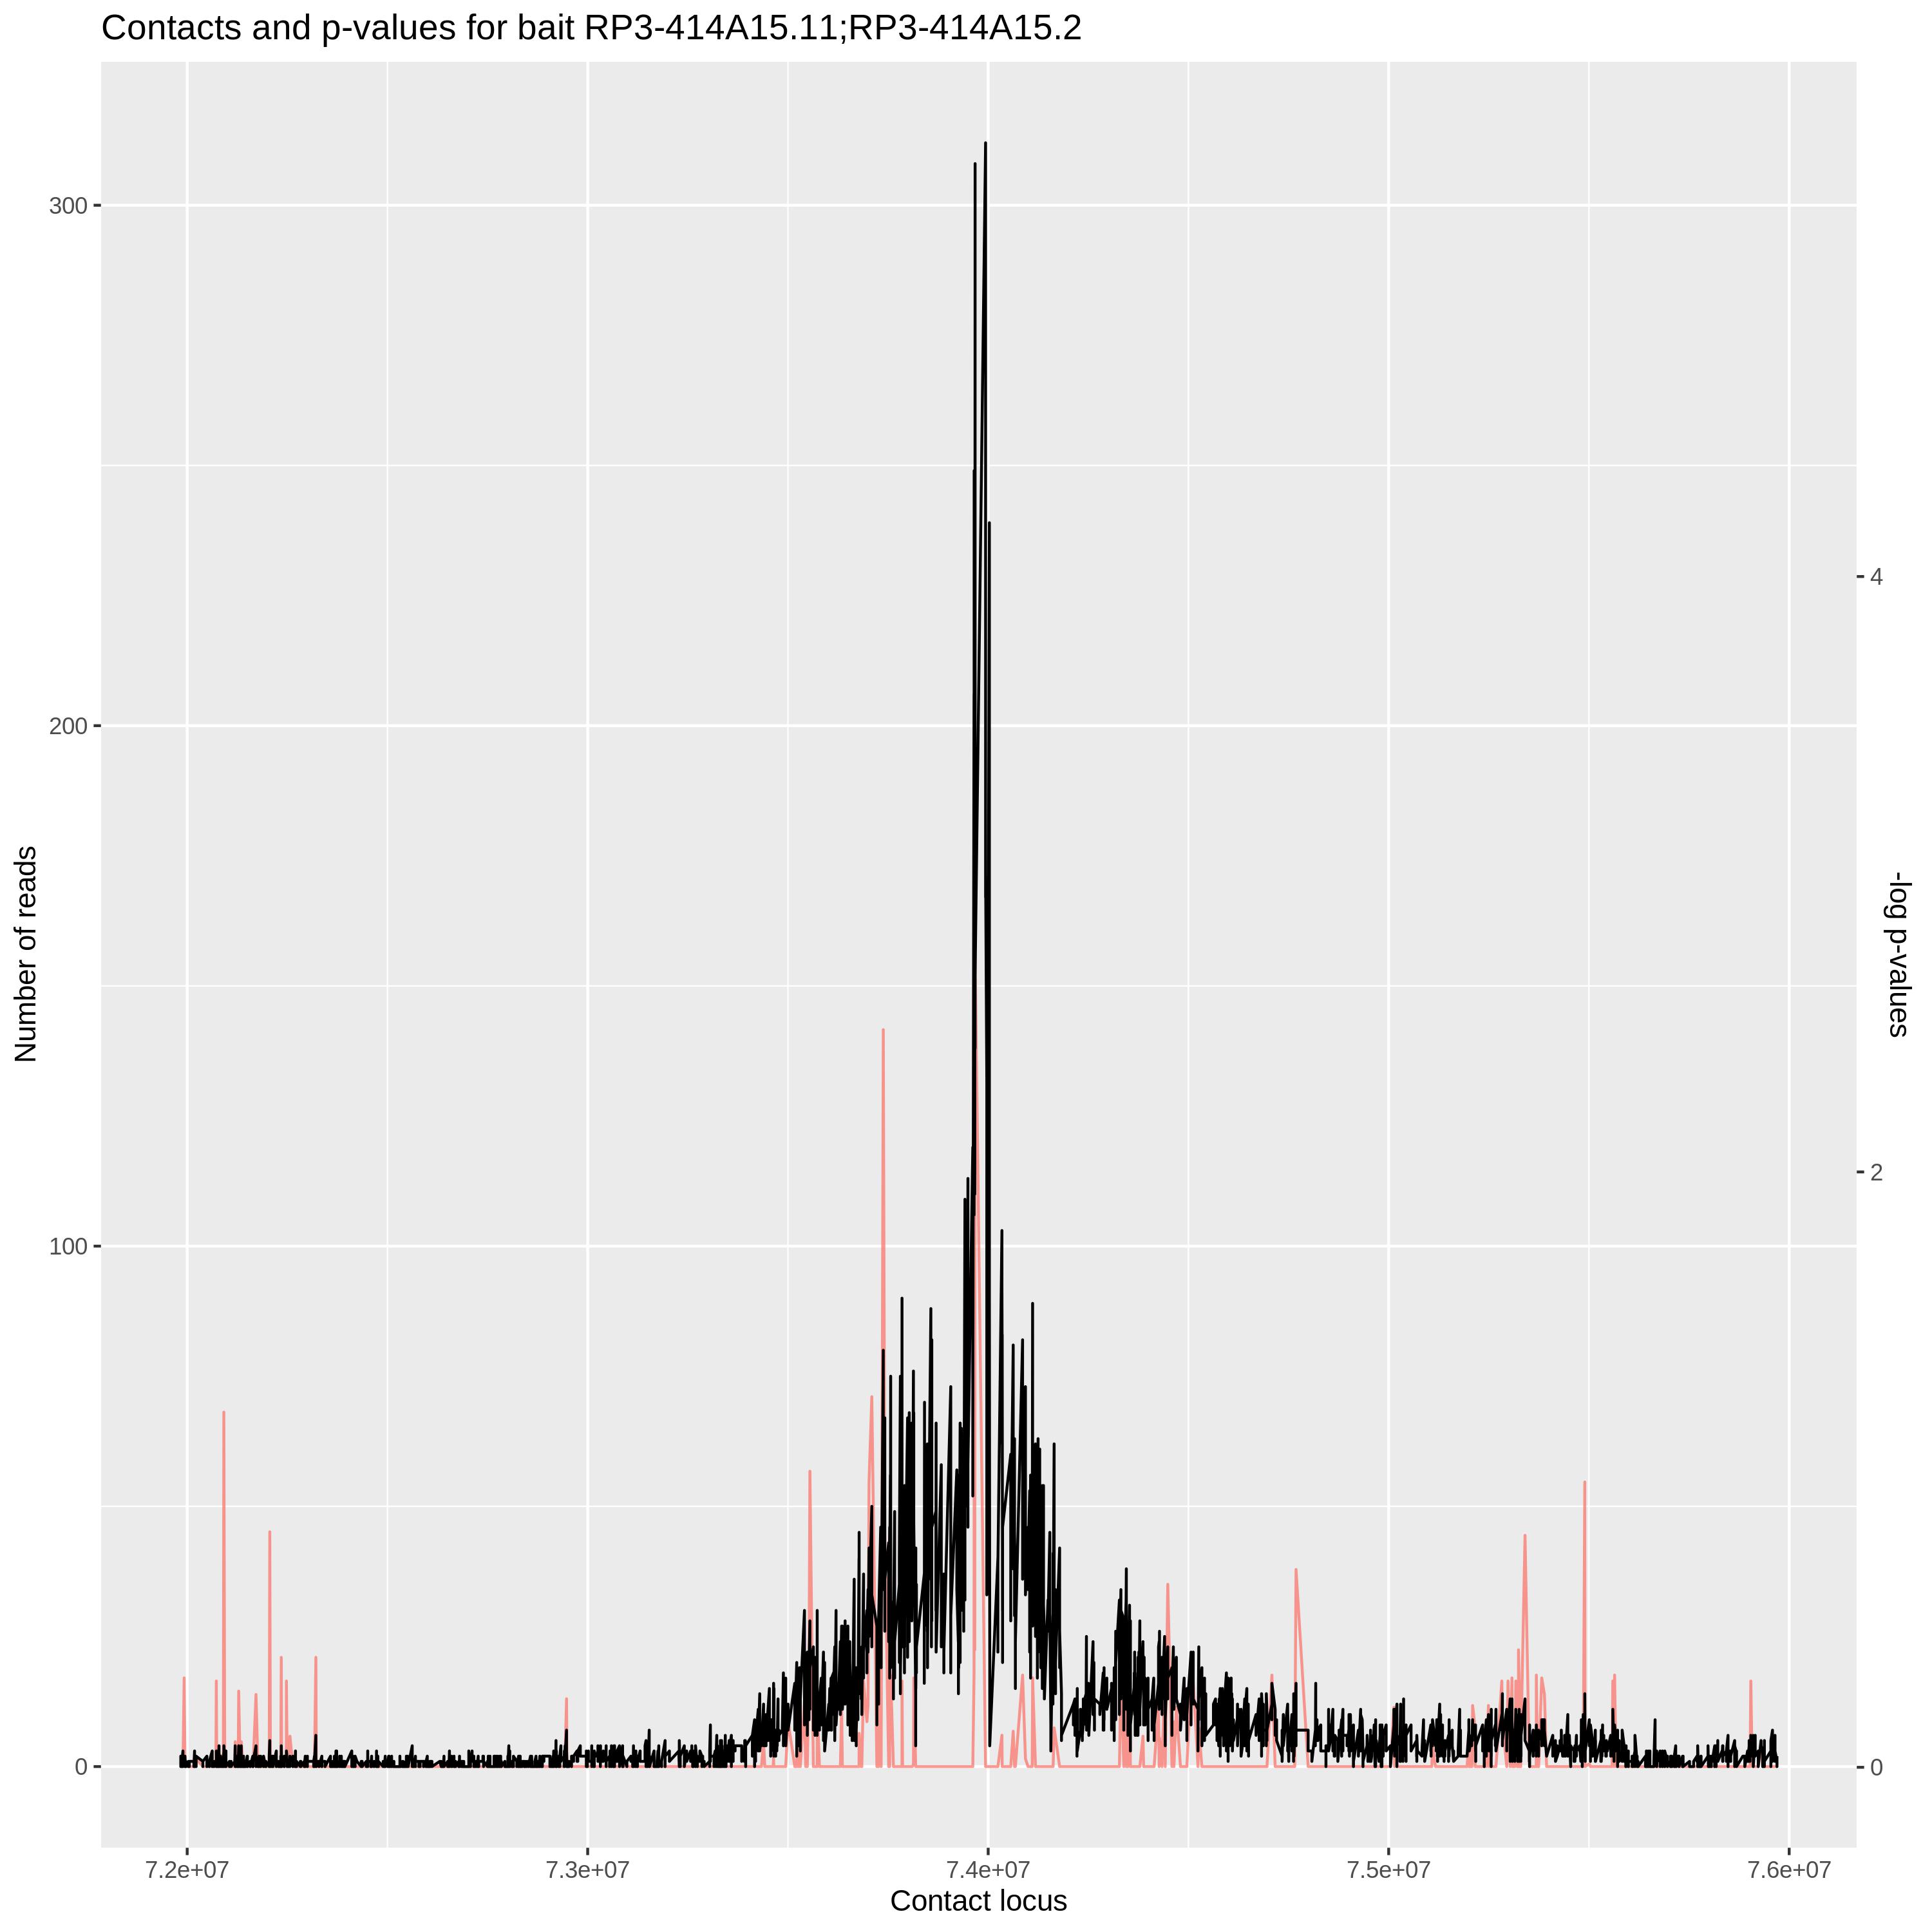 Contacts and p-values for bait RP3-414A15.11;RP3-414A15.2
300
200
100
0
Number of reads
4
2
0
-log p-values
7.2e+07 7.3e+07 7.4e+07 7.5e+07 7.6e+07
Contact locus